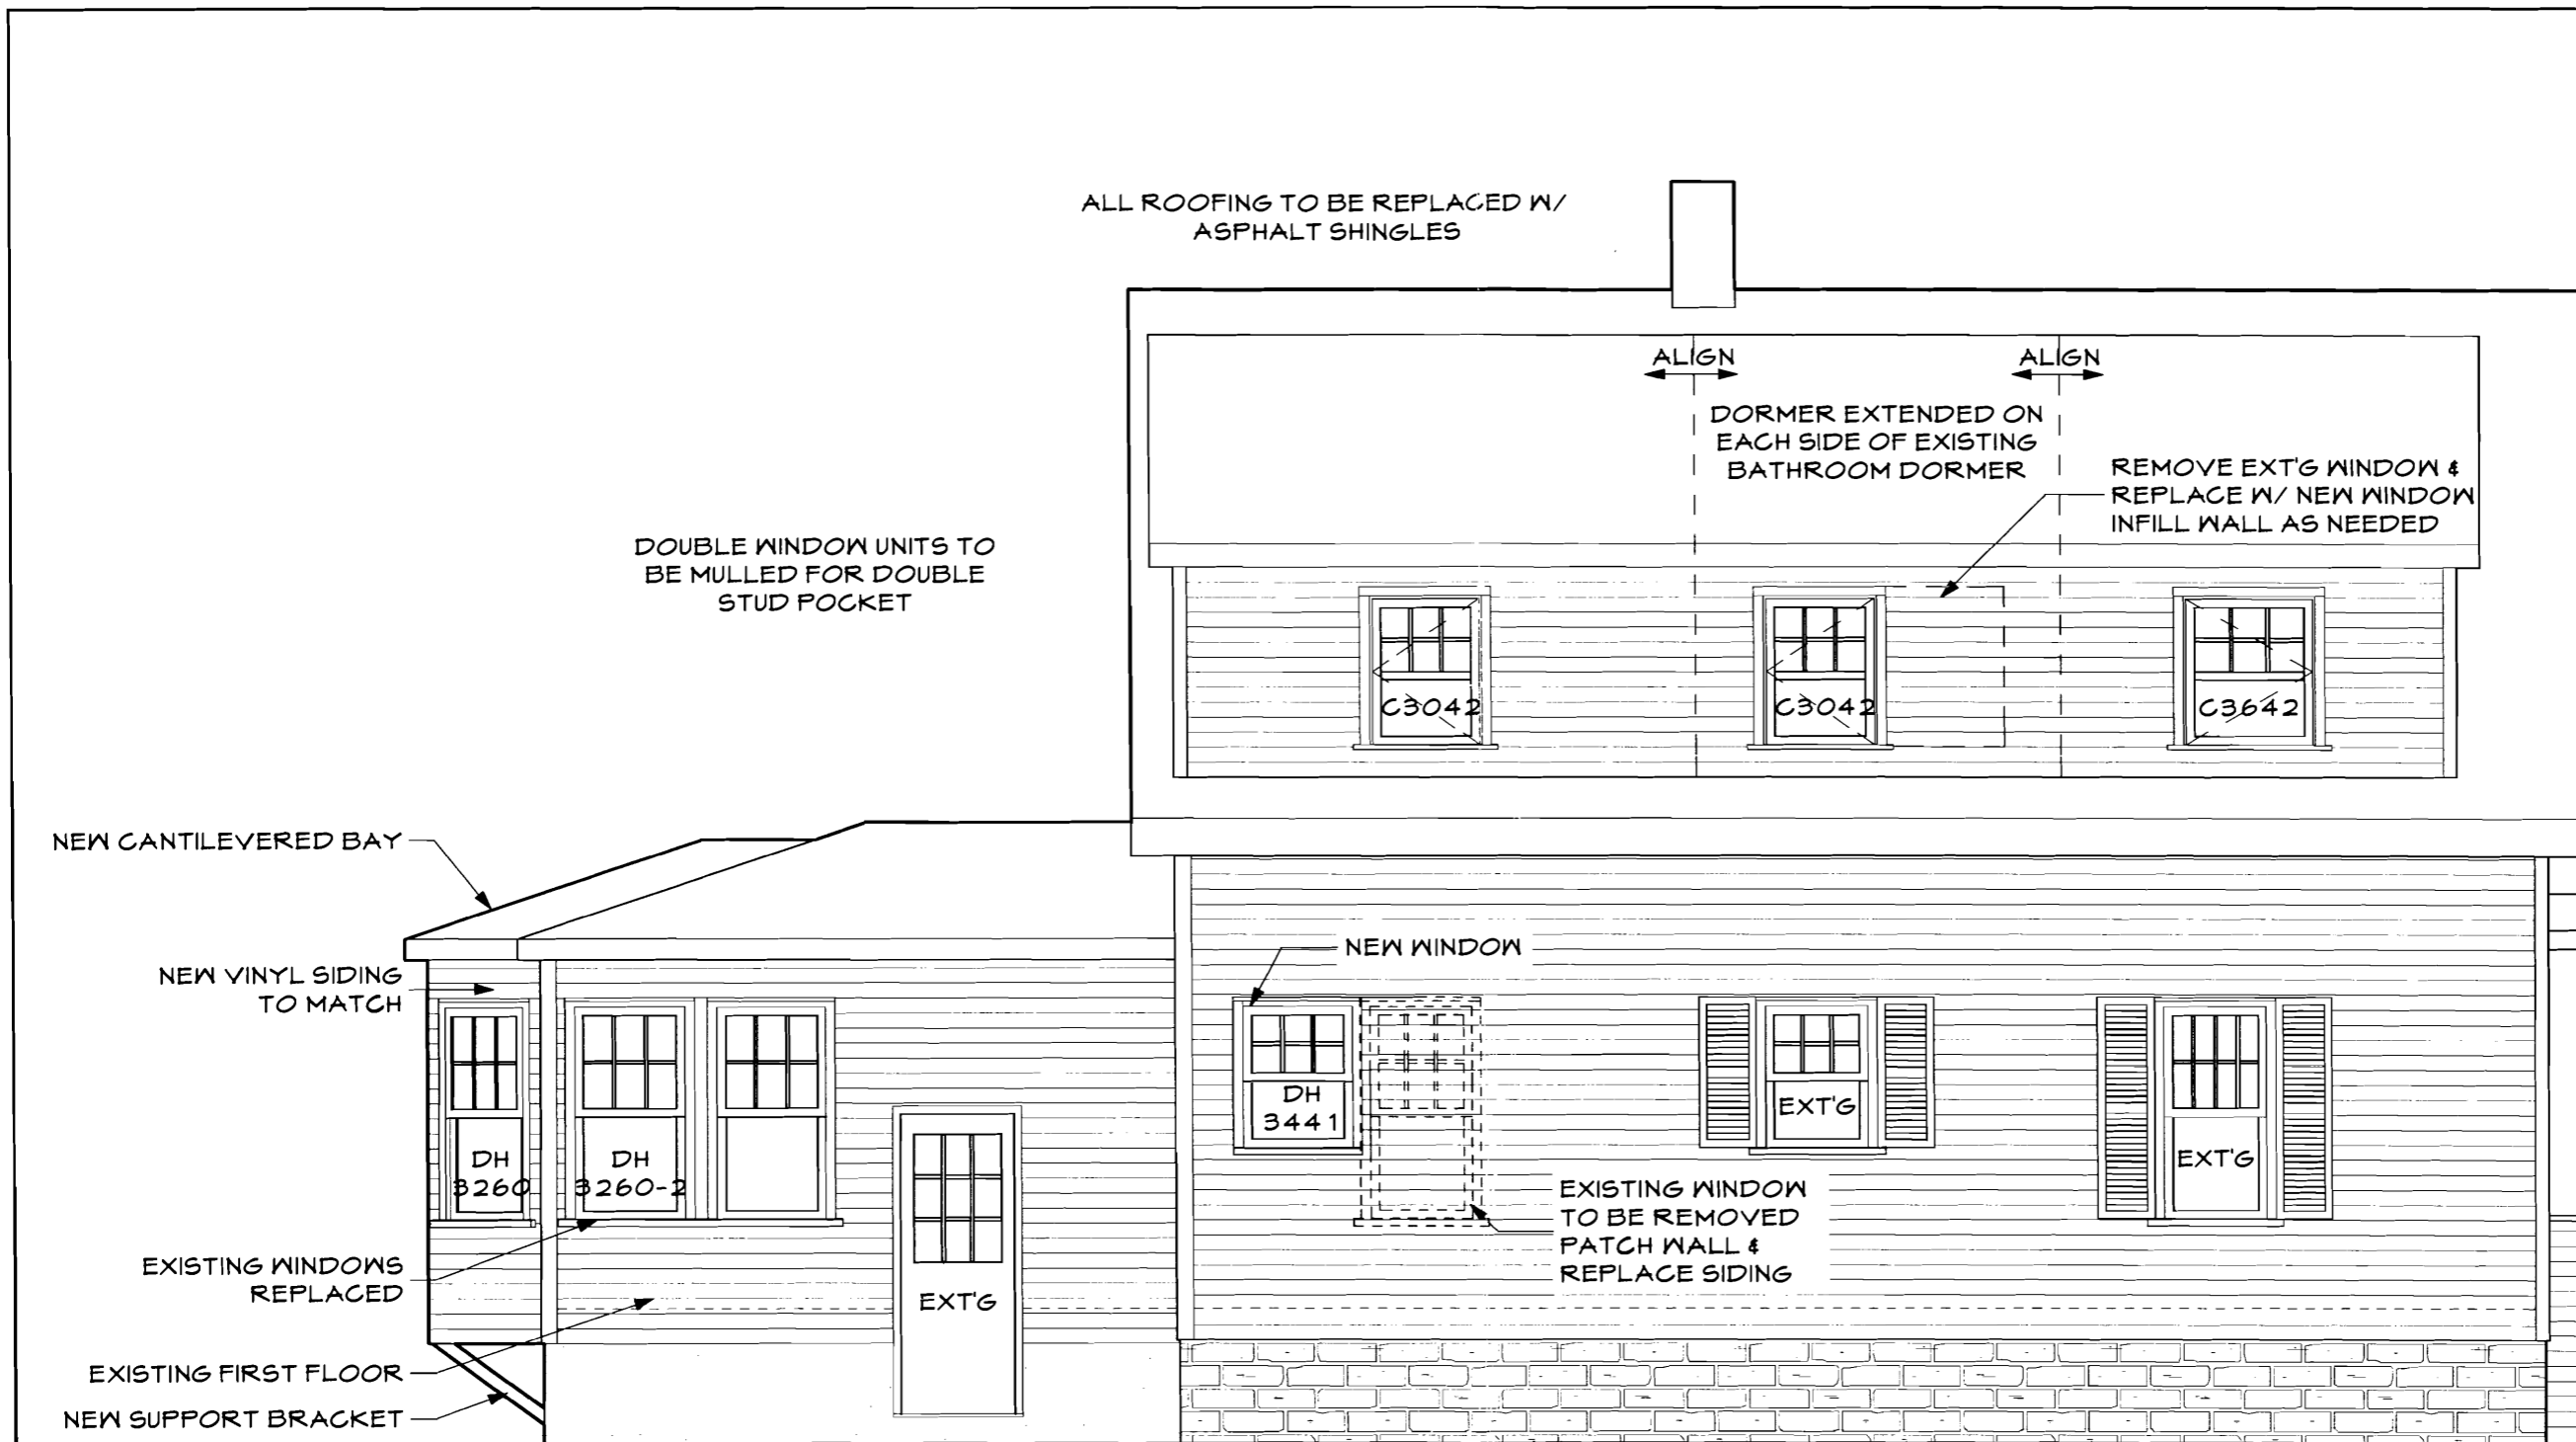 ALL ROOFING TO BE REPLACED W/
ASPHALT SHINGLES
ALIGN
ALIGN
DORMER EXTENDED ON
EACH SIDE OF EXISTING
BATHROOM DORMER
REMOVE EXT'G WINDOW &
REPLACE W/ NEW WINDOW
INFILL WALL AS NEEDED
DOUBLE WINDOW UNITS TO
BE MULLED FOR DOUBLE
STUD POCKET
C3042
C3042
C3642
NEW CANTILEVERED BAY
NEW VINYL SIDING
TO MATCH
NEW WINDOW
DH
3441
EXT'G
EXT'G
DH
3260
DH
3260-2
EXISTING WINDOW
TO BE REMOVED
PATCH WALL &
REPLACE SIDING
EXISTING WINDOWS
REPLACED
EXT'G
EXISTING FIRST FLOOR
NEW SUPPORT BRACKET